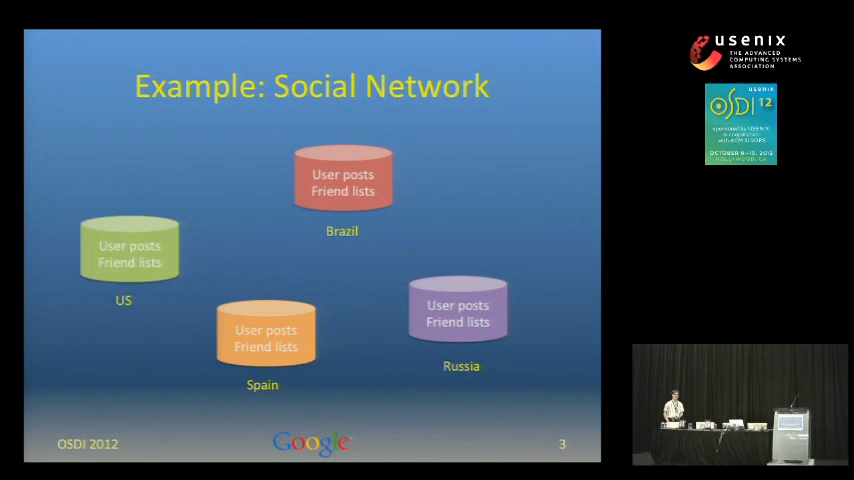 Example: Social Network
User posts
Friend lists
Brazil
User posts
Friend lists
US
User posts
Friend lists
Spain
User posts
Friend lists
Russia
OSDI 2012
Google
3
usenix
THE ADVANCED
COMPUTING SYSTEMS
ASSOCIATION
usenix
OSDI 12
sponsored by USENIX
in cooperation
with ACM SIGOPS
OCTOBER 8–10, 2012
HOLLYWOOD, CA